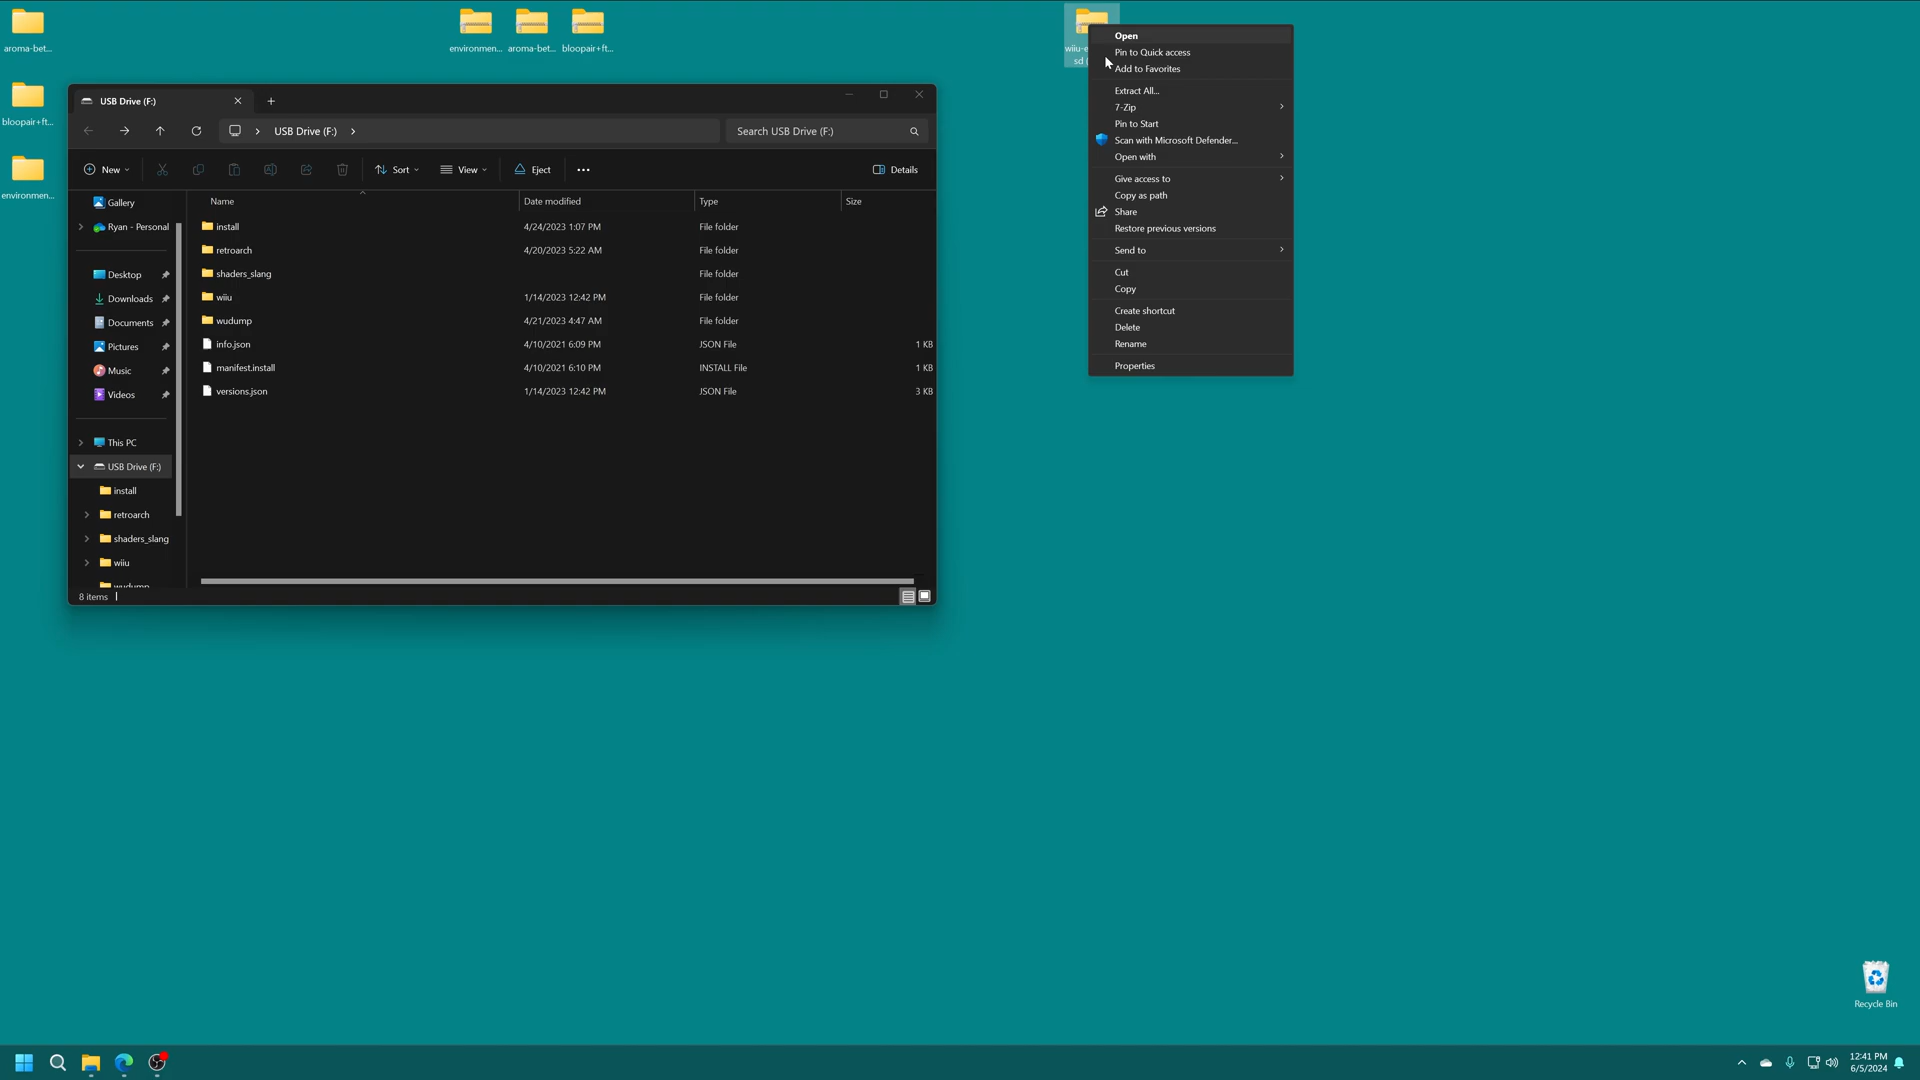 aroma-bet...
environmen...
aroma-bet...
bloopair+ft...
sd
bloopair+ft...
environmen...
USB Drive (F:)
USB Drive (F:)
Search USB Drive (F:)
New
Sort
View
Eject
Details
Name
Date modified
Type
Size
Gallery
Ryan - Personal
Desktop
Downloads
Documents
Pictures
Music
Videos
This PC
USB Drive (F:)
install
retroarch
shaders_slang
wiiu
wudump
install 4/24/2023 1:07 PM File folder
retroarch 4/20/2023 5:22 AM File folder
shaders_slang File folder
wiiu 1/14/2023 12:42 PM File folder
wudump 4/21/2023 4:47 AM File folder
info.json 4/10/2021 6:09 PM JSON File 1 KB
manifest.install 4/10/2021 6:10 PM INSTALL File 1 KB
versions.json 1/14/2023 12:42 PM JSON File 3 KB
8 items
Open
Pin to Quick access
Add to Favorites
Extract All...
7-Zip
Pin to Start
Scan with Microsoft Defender...
Open with
Give access to
Copy as path
Share
Restore previous versions
Send to
Cut
Copy
Create shortcut
Delete
Rename
Properties
Recycle Bin
12:41 PM
6/5/2024